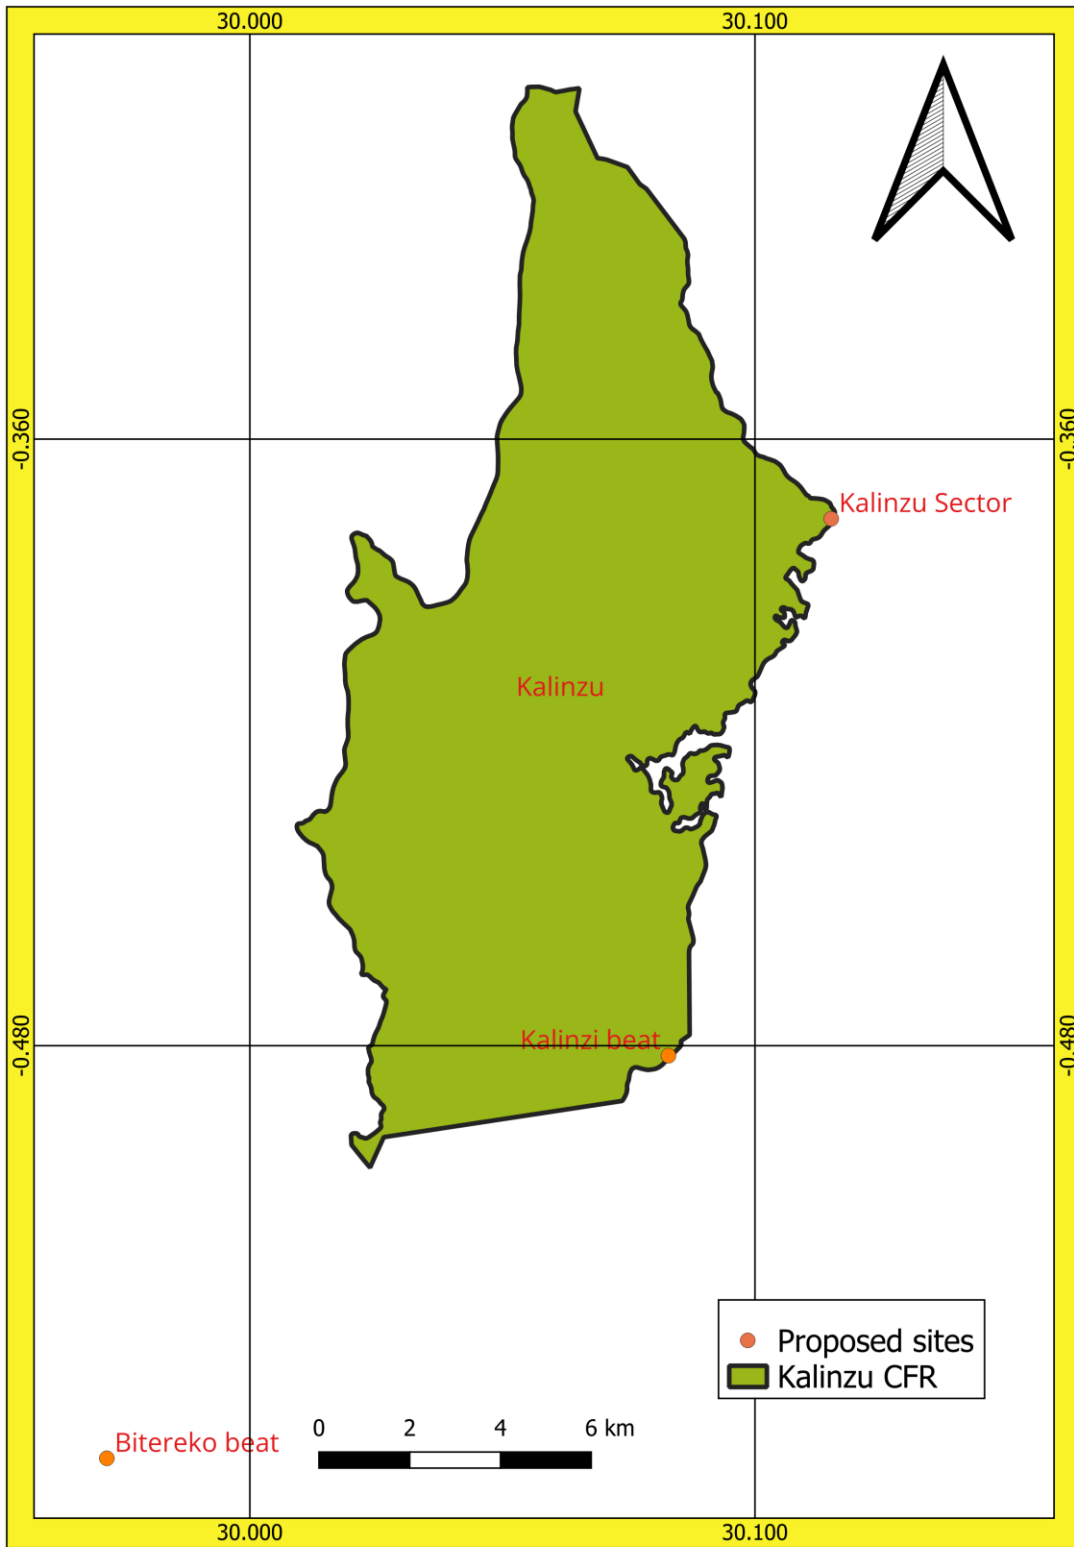 30.000 30.100
-0.360 -0.360
Kalinzu Sector
Kalinzu
Kalinzi beat
-0.480 -0.480
Proposed sites
Kalinzu CFR
0 2 4 6 km
Bitereko beat
30.000 30.100